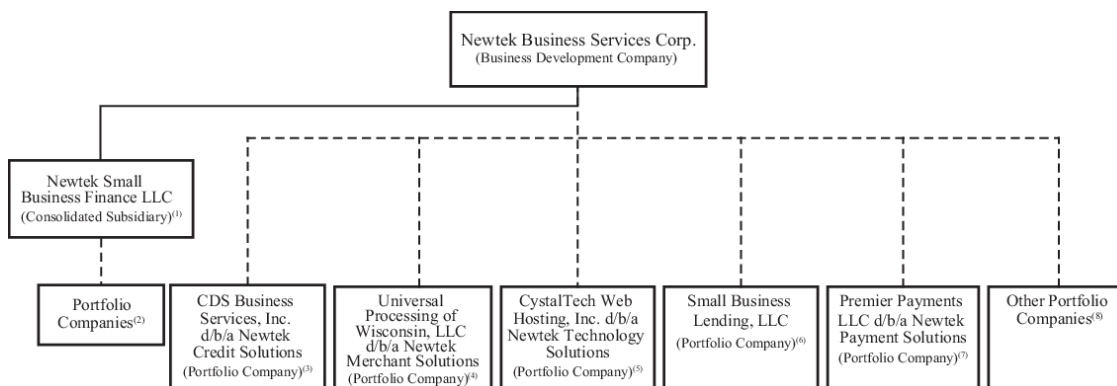 Newtek Business Services Corp.
(Business Development Company)
Newtek Small
Business Finance LLC
(Consolidated Subsidiary)(1)
Portfolio
Companies(2)
CDS Business
Services, Inc.
d/b/a Newtek
Credit Solutions
(Portfolio Company)(3)
Universal
Processing of
Wisconsin, LLC
d/b/a Newtek
Merchant Solutions
(Portfolio Company)(4)
CystalTech Web
Hosting, Inc. d/b/a
Newtek Technology
Solutions
(Portfolio Company)(5)
Small Business
Lending, LLC
(Portfolio Company)(6)
Premier Payments
LLC d/b/a Newtek
Payment Solutions
(Portfolio Company)(7)
Other Portfolio
Companies(8)